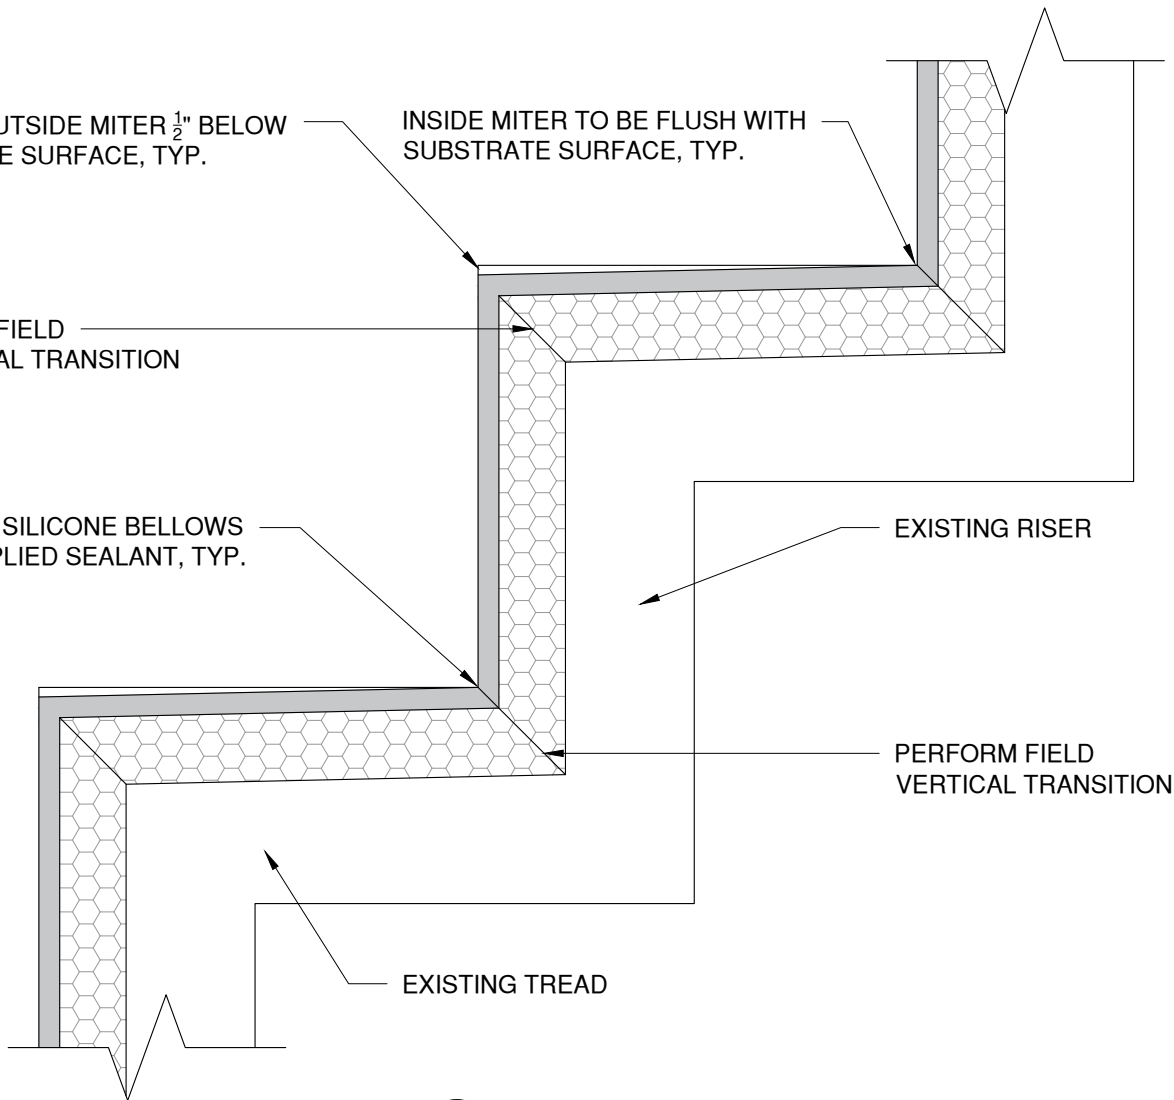 UTSIDE MITER 1/2" BELOW
E SURFACE, TYP.
INSIDE MITER TO BE FLUSH WITH
SUBSTRATE SURFACE, TYP.
FIELD
AL TRANSITION
SILICONE BELLOWS
PLIED SEALANT, TYP.
EXISTING RISER
PERFORM FIELD
VERTICAL TRANSITION
EXISTING TREAD